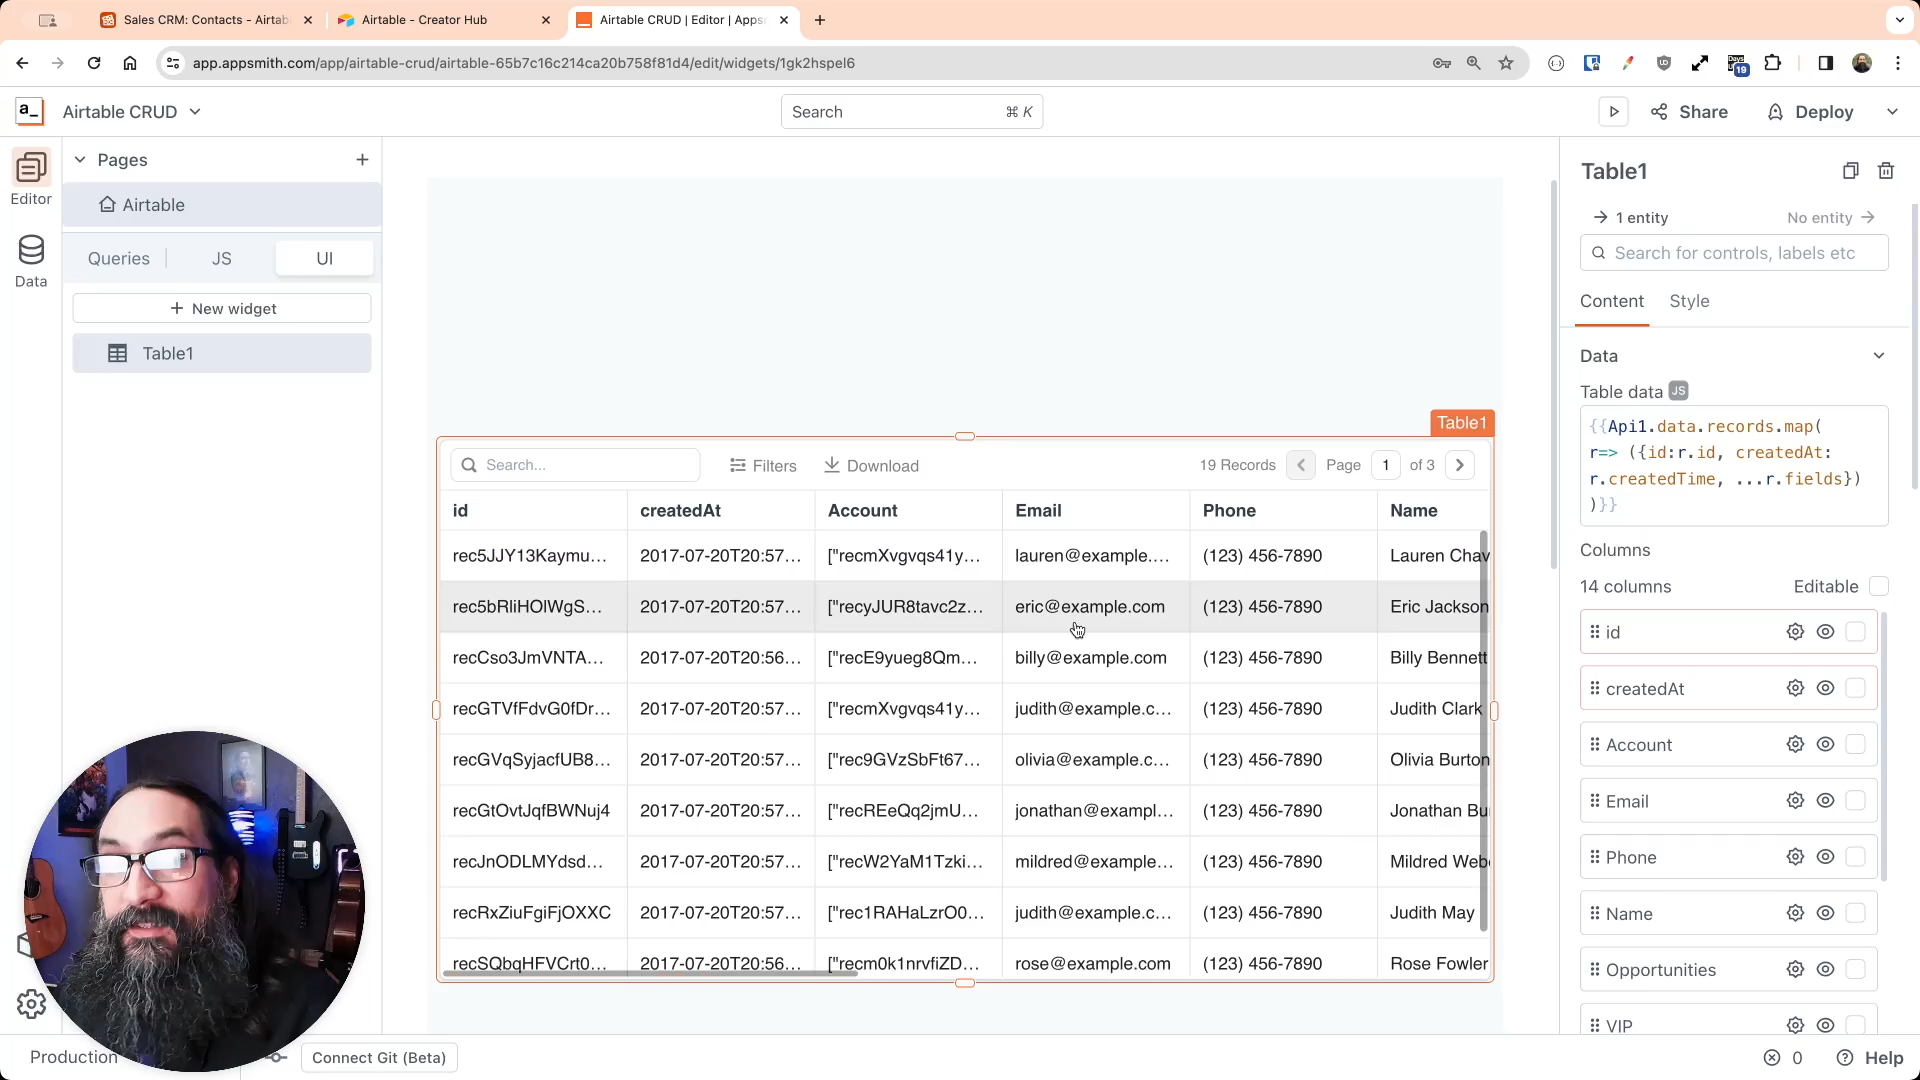 Sales CRM: Contacts - Airtab
Airtable - Creator Hub
Airtable CRUD | Editor | Apps
app.appsmith.com/app/airtable-crud/airtable-65b7c16c214ca20b758f81d4/edit/widgets/1gk2hspel6
19
a_
Airtable CRUD
Search
⌘ K
Share
Deploy
Editor
Data
Pages
Airtable
Queries
JS
UI
+ New widget
Table1
Table1
Search...
Filters
Download
19 Records
Page
1
of 3
id createdAt Account Email Phone Name
rec5JJY13Kaymu... 2017-07-20T20:57... ["recmXvgvqs41y... lauren@example.... (123) 456-7890 Lauren Chav
rec5bRliHOlWgS... 2017-07-20T20:57... ["recyJUR8tavc2z... eric@example.com (123) 456-7890 Eric Jackson
recCso3JmVNTA... 2017-07-20T20:56... ["recE9yueg8Qm... billy@example.com (123) 456-7890 Billy Bennett
recGTVfFdvG0fDr... 2017-07-20T20:57... ["recmXvgvqs41y... judith@example.c... (123) 456-7890 Judith Clark
recGVqSyjacfUB8... 2017-07-20T20:57... ["rec9GVzSbFt67... olivia@example.c... (123) 456-7890 Olivia Burton
recGtOvtJqfBWNuj4 2017-07-20T20:57... ["recREeQq2jmU... jonathan@exampl... (123) 456-7890 Jonathan Bu
recJnODLMYdsd... 2017-07-20T20:57... ["recW2YaM1Tzki... mildred@example... (123) 456-7890 Mildred Web
recRxZiuFgiFjOXXC 2017-07-20T20:57... ["rec1RAHaLzrO0... judith@example.c... (123) 456-7890 Judith May
recSQbqHFVCrt0... 2017-07-20T20:56... ["recm0k1nrvfiZD... rose@example.com (123) 456-7890 Rose Fowler
Table1
1 entity
No entity
Search for controls, labels etc
Content
Style
Data
Table data JS
{{Api1.data.records.map(
r=> ({id:r.id, createdAt:
r.createdTime, ...r.fields})
)}}
Columns
14 columns
Editable
id
createdAt
Account
Email
Phone
Name
Opportunities
VIP
Production
Connect Git (Beta)
0
Help